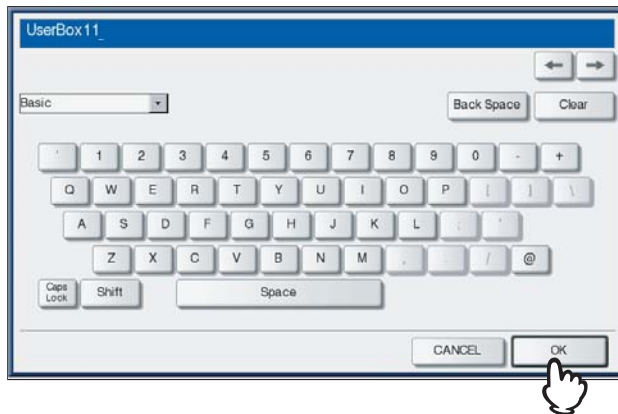 UserBox11_
← →
Basic Back Space Clear
' 1 2 3 4 5 6 7 8 9 0 - +
Q W E R T Y U I O P [ ] \
A S D F G H J K L ; '
Z X C V B N M , . / @
Caps Lock Shift Space
CANCEL OK